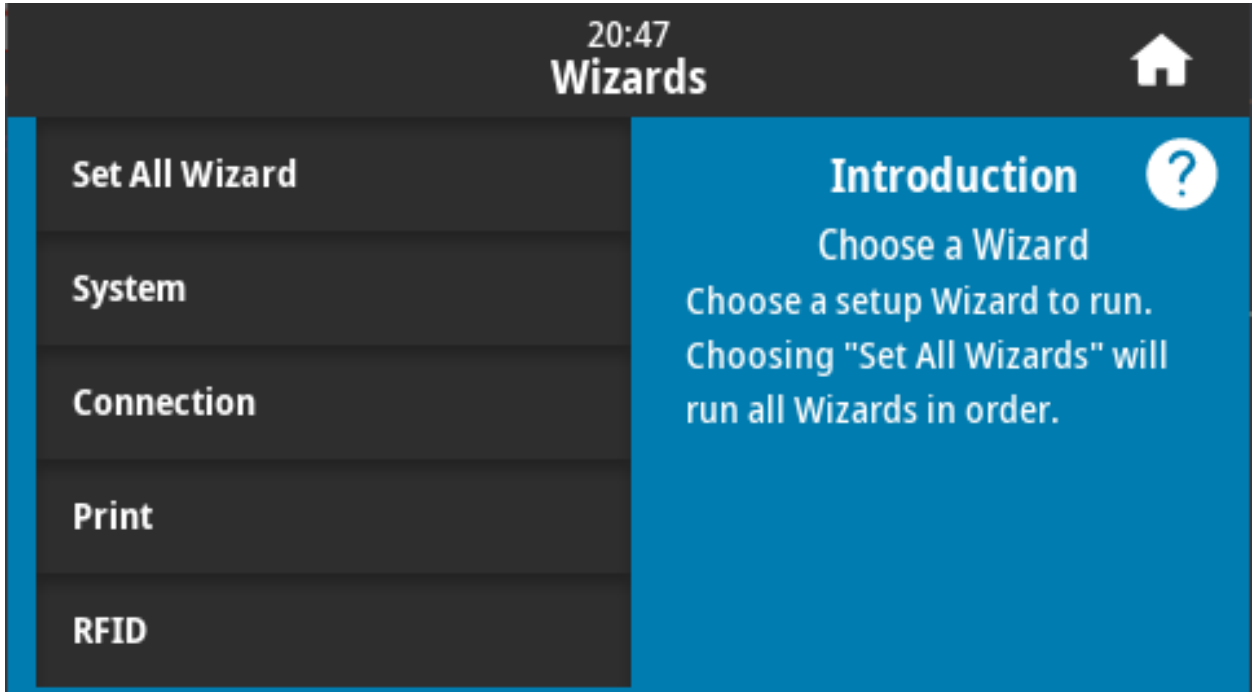 20:47
Wizards
Set All Wizard
System
Connection
Print
RFID
Introduction
?
Choose a Wizard
Choose a setup Wizard to run.
Choosing "Set All Wizards" will
run all Wizards in order.